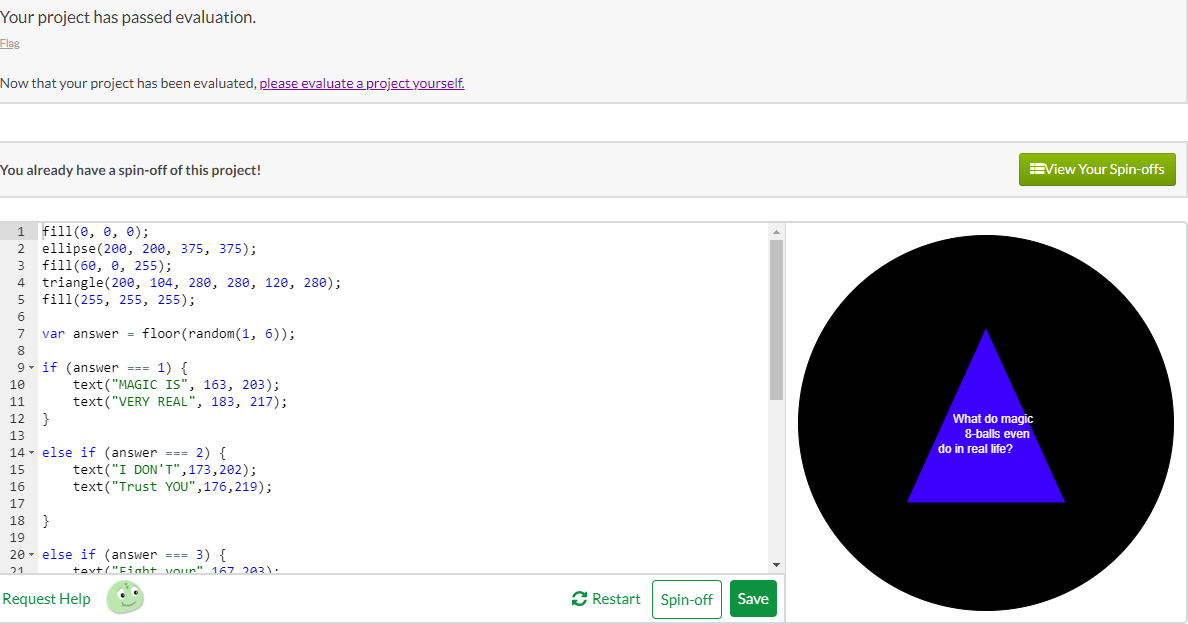 Your project has passed evaluation.
Flag
Now that your project has been evaluated, please evaluate a project yourself.
You already have a spin-off of this project!
View Your Spin-offs
1 fill(0, 0, 0);
2 ellipse(200, 200, 375, 375);
3 fill(60, 0, 255);
4 triangle(200, 104, 280, 280, 120, 280);
5 fill(255, 255, 255);
6
7 var answer = floor(random(1, 6));
8
9 if (answer === 1) {
10 text("MAGIC IS", 163, 203);
11 text("VERY REAL", 183, 217);
12 }
13
14 else if (answer === 2) {
15 text("I DON'T",173,202);
16 text("Trust YOU",176,219);
17
18 }
19
20 else if (answer === 3) {
21 text("Fight your" 167 203);
What do magic
8-balls even
do in real life?
Request Help
Restart
Spin-off
Save